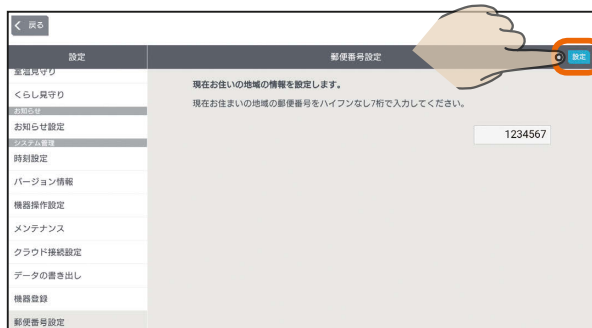 戻る
設定
郵便番号設定
設定
室温見守り
くらし見守り
お知らせ
お知らせ設定
システム管理
時刻設定
バージョン情報
機器操作設定
メンテナンス
クラウド接続設定
データの書き出し
機器登録
郵便番号設定
現在お住いの地域の情報を設定します。
現在お住まいの地域の郵便番号をハイフンなし7桁で入力してください。
1234567